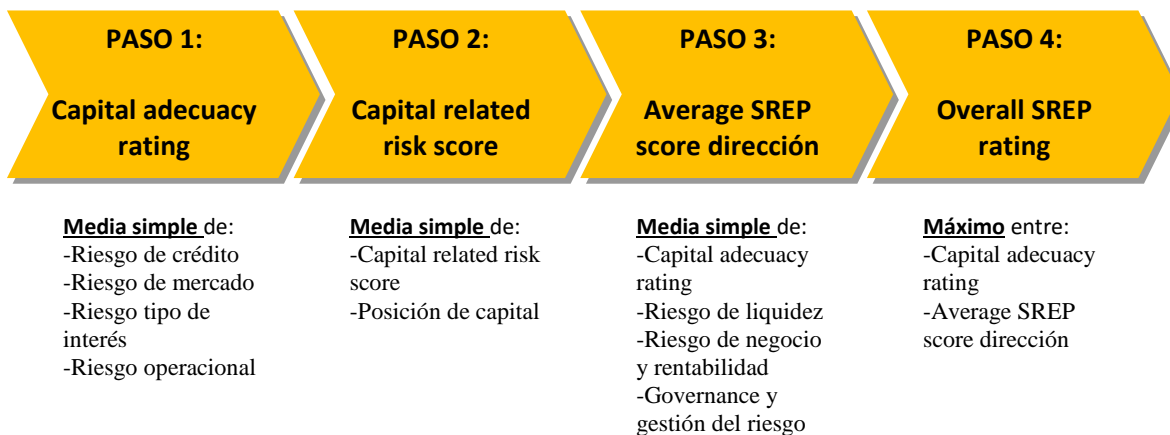 PASO 1:
Capital adecuacy
rating
PASO 2:
Capital related
risk score
PASO 3:
Average SREP
score dirección
PASO 4:
Overall SREP
rating
Media simple de:
-Riesgo de crédito
-Riesgo de mercado
-Riesgo tipo de
interés
-Riesgo operacional
Media simple de:
-Capital related risk
score
-Posición de capital
Media simple de:
-Capital adecuacy
rating
-Riesgo de liquidez
-Riesgo de negocio
y rentabilidad
-Governance y
gestión del riesgo
Máximo entre:
-Capital adecuacy
rating
-Average SREP
score dirección